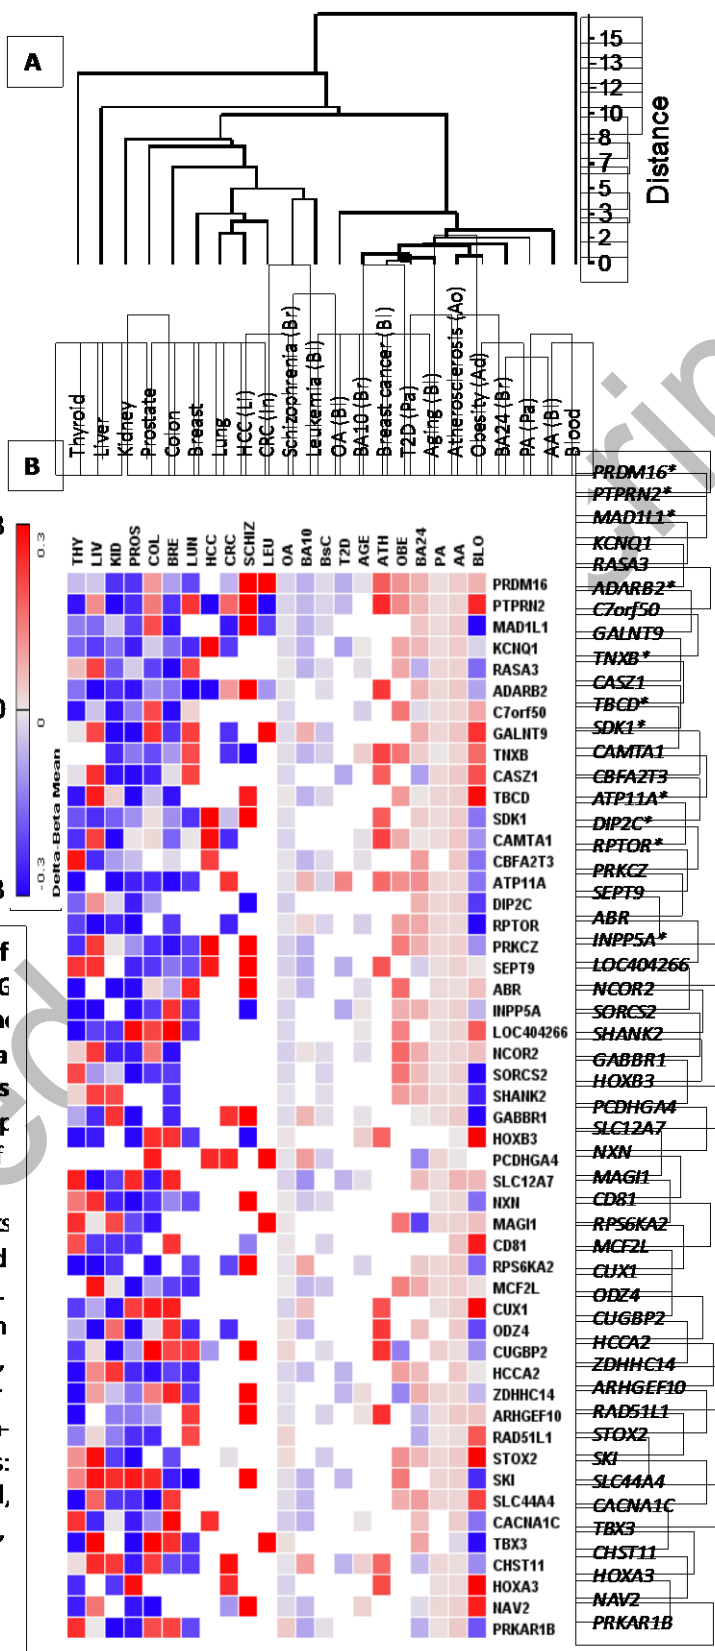 A
15
13
12
10
8
7
5
3
2
0
Distance
Thyroid
Liver
Kidney
Prostate
Colon
Breast
Lung
HCC (Li)
CRC (In)
Schizophrenia (Br)
Leukemia (Bl)
OA (Bl)
BA10 (Br)
Breast cancer (Bl)
T2D (Pa)
Aging (Bl)
Atherosclerosis (Ao)
Obesity (Ad)
BA24 (Br)
PA (Pa)
AA (Bl)
Blood
B
0.3
0
-0.3
Delta-Beta Mean
THY LIV KID PROS COL BRE LUN HCC CRC SCHIZ LEU OA BA10 BsC T2D AGE ATH OBE BA24 PA AA BLO
PRDM16
PTPRN2
MAD1L1
KCNQ1
RASA3
ADARB2
C7orf50
GALNT9
TNXB
CASZ1
TBCD
SDK1
CAMTA1
CBFA2T3
ATP11A
DIP2C
RPTOR
PRKCZ
SEPT9
ABR
INPP5A
LOC404266
NCOR2
SORCS2
SHANK2
GABBR1
HOXB3
PCDHGA4
SLC12A7
NXN
MAGI1
CD81
RPS6KA2
MCF2L
CUX1
ODZ4
CUGBP2
HCCA2
ZDHHC14
ARHGEF10
RAD51L1
STOX2
SKI
SLC44A4
CACNA1C
TBX3
CHST11
HOXA3
NAV2
PRKAR1B
PRDM16*
PTPRN2*
MAD1L1*
KCNQ1
RASA3
ADARB2*
C7orf50
GALNT9
TNXB*
CASZ1
TBCD*
SDK1*
CAMTA1
CBFA2T3
ATP11A*
DIP2C*
RPTOR*
PRKCZ
SEPT9
ABR
INPP5A*
LOC404266
NCOR2
SORCS2
SHANK2
GABBR1
HOXB3
PCDHGA4
SLC12A7
NXN
MAGI1
CD81
RPS6KA2
MCF2L
CUX1
ODZ4
CUGBP2
HCCA2
ZDHHC14
ARHGEF10
RAD51L1
STOX2
SKI
SLC44A4
CACNA1C
TBX3
CHST11
HOXA3
NAV2
PRKAR1B